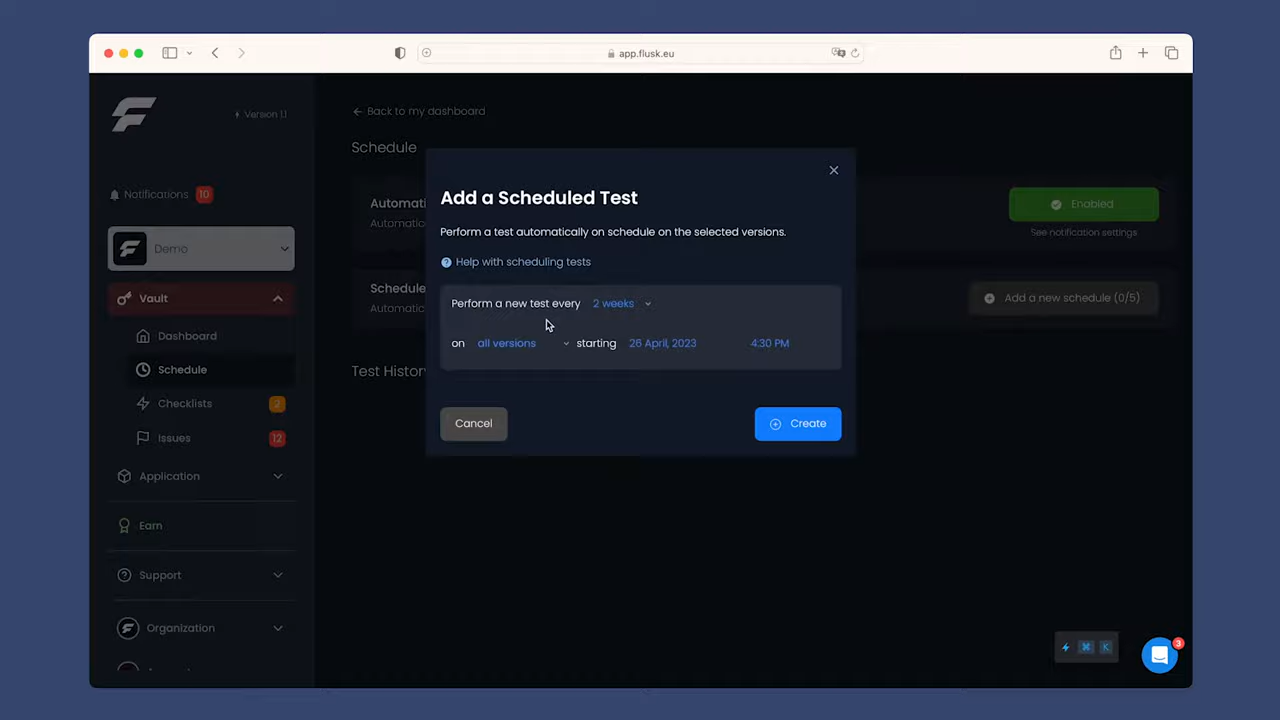 app.flusk.eu
Version 1.1
Back to my dashboard
Schedule
Notifications 10
Demo
Vault
Dashboard
Schedule
Checklists 2
Issues 12
Application
Earn
Support
Organization
Automati
Automatic
Enabled
See notification settings
Schedule
Automatic
Add a new schedule (0/5)
Test Histor
Add a Scheduled Test
Perform a test automatically on schedule on the selected versions.
Help with scheduling tests
Perform a new test every 2 weeks
on all versions starting 26 April, 2023 4:30 PM
Cancel
Create
⌘ K
3